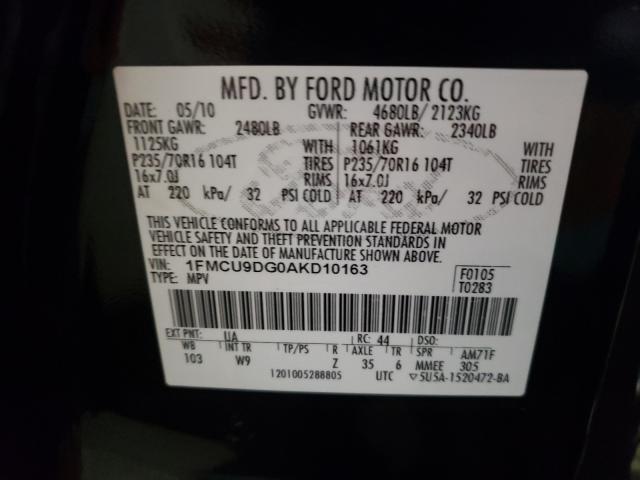 MFD. BY FORD MOTOR CO.
DATE: 05/10 GVWR: 4680LB/ 2123KG
FRONT GAWR: 2480LB REAR GAWR: 2340LB
1125KG WITH 1061KG WITH
P235/70R16 104T TIRES P235/70R16 104T TIRES
16x7.0J RIMS 16x7.0J RIMS
AT 220 kPa/ 32 PSI COLD AT 220 kPa/ 32 PSI COLD
THIS VEHICLE CONFORMS TO ALL APPLICABLE FEDERAL MOTOR
VEHICLE SAFETY AND THEFT PREVENTION STANDARDS IN
EFFECT ON THE DATE OF MANUFACTURE SHOWN ABOVE.
VIN: 1FMCU9DG0AKD10163 F0105
TYPE: MPV T0283
EXT PNT: UA RC: 44 DSO:
WB INT TR TP/PS R AXLE TR SPR AM71F
103 W9 Z 35 6 MMEE 305
1201005288805 UTC 5U5A-1520472-BA